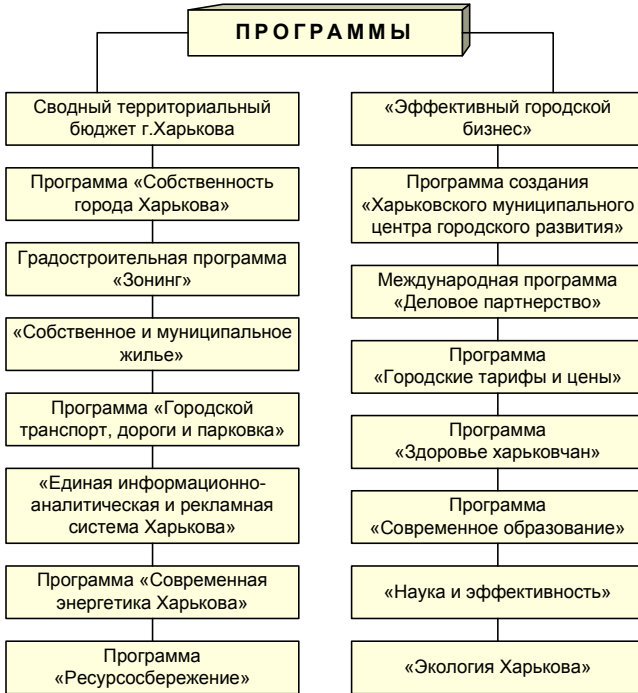 ПРОГРАММЫ
Сводный территориальный
бюджет г.Харькова
Программа «Собственность
города Харькова»
Градостроительная программа
«Зонинг»
«Собственное и муниципальное
жилье»
Программа «Городской
транспорт, дороги и парковка»
«Единая информационно-
аналитическая и рекламная
система Харькова»
Программа «Современная
энергетика Харькова»
Программа
«Ресурсосбережение»
«Эффективный городской
бизнес»
Программа создания
«Харьковского муниципального
центра городского развития»
Международная программа
«Деловое партнерство»
Программа
«Городские тарифы и цены»
Программа
«Здоровье харьковчан»
Программа
«Современное образование»
«Наука и эффективность»
«Экология Харькова»